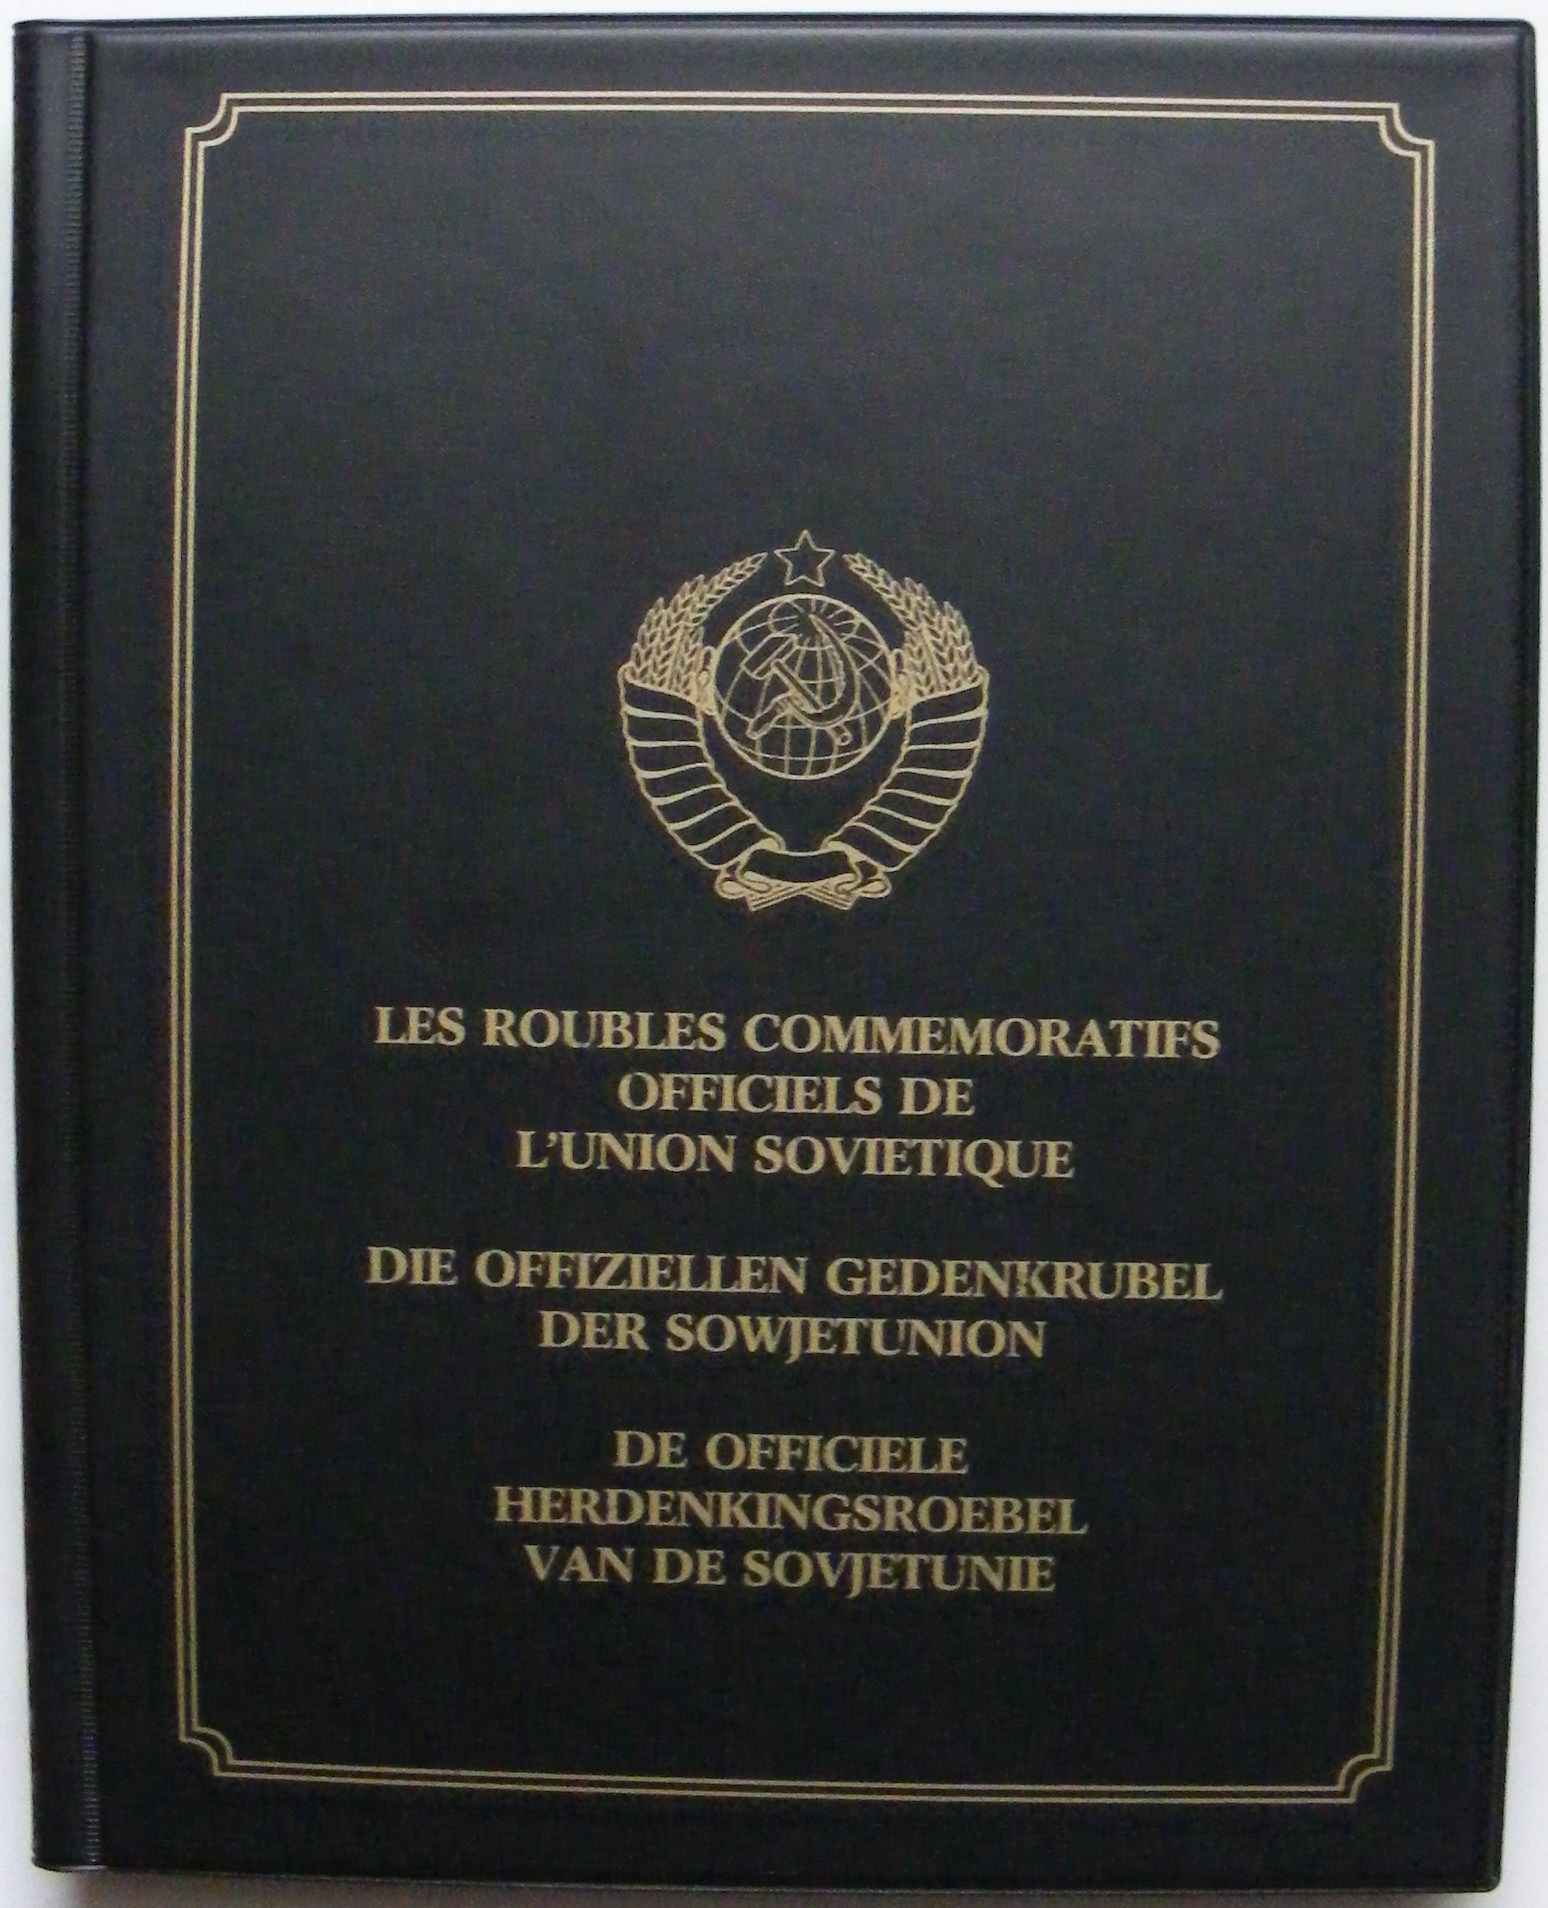 LES ROUBLES COMMEMORATIFS
OFFICIELS DE
L'UNION SOVIETIQUE
DIE OFFIZIELLEN GEDENKRUBEL
DER SOWJETUNION
DE OFFICIELE
HERDENKINGSROEBEL
VAN DE SOVJETUNIE